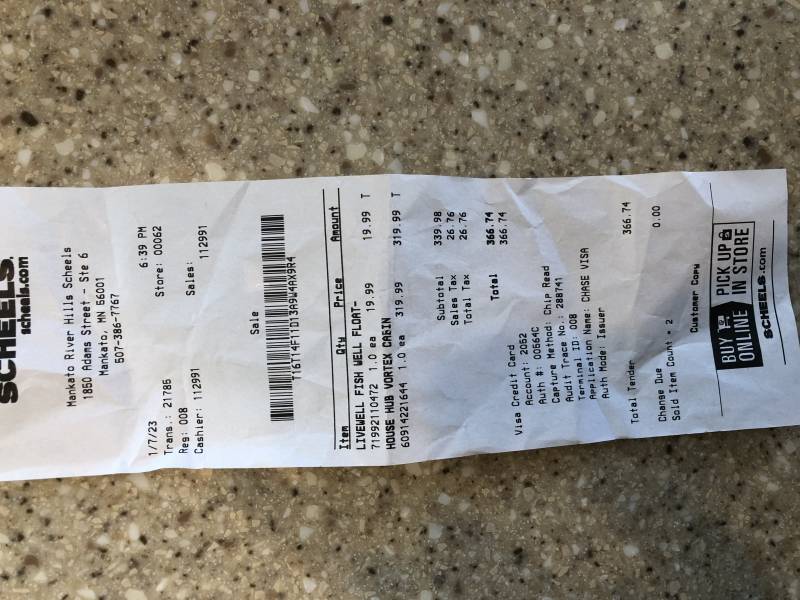 SCHEELS.
scheels.com
Mankato River Hills Scheels
1850 Adams Street - Ste 6
Mankato, MN 56001
507-386-7767
1/7/23 6:39 PM
Trans.: 21785 Store: 00062
Reg: 008
Cashier: 112991 Sales: 112991
Sale
T16T14F1TDT3A9W4AX9B4
Item Qty Price Amount
LIVEWELL FISH WELL FLOAT-
71992110472 1.0 ea 19.99 19.99 T
HOUSE HUB VORTEX CABIN
60914221644 1.0 ea 319.99 319.99 T
Subtotal 339.98
Sales Tax 26.76
Total Tax 26.76
Total 366.74
Visa Credit Card 366.74
Account: 2052
Auth #: 00564C
Capture Method: Chip Read
Audit Trace No.: 288741
Terminal ID: 008
Application Name: CHASE VISA
Auth Mode: Issuer
Total Tender 366.74
Change Due 0.00
Sold Item Count = 2
Customer Copy
BUY ONLINE PICK UP IN STORE
SCHEELS.com